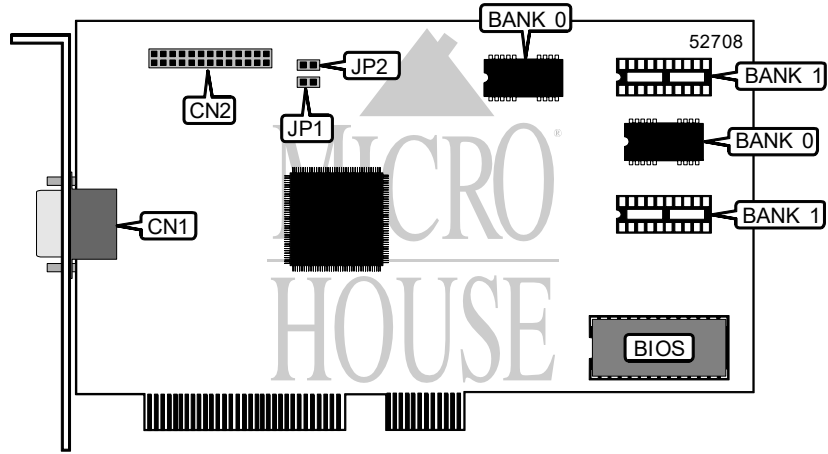 BANK 0
52708
BANK 1
JP2
CN2
JP1
BANK 0
MICRO
®
BANK 1
CN1
HOUSE
BIOS